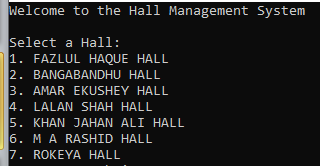 Welcome to the Hall Management System
Select a Hall:
1. FAZLUL HAQUE HALL
2. BANGABANDHU HALL
3. AMAR EKUSHEY HALL
4. LALAN SHAH HALL
5. KHAN JAHAN ALI HALL
6. M A RASHID HALL
7. ROKEYA HALL